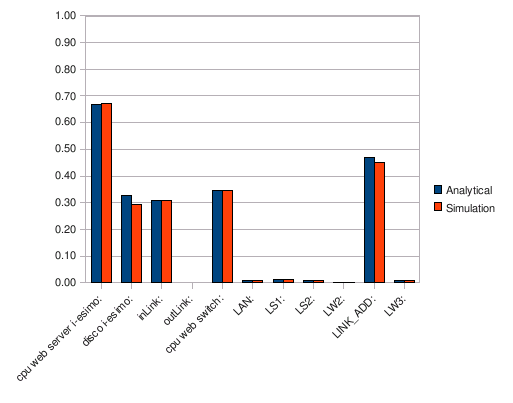 1.00
0.90
0.80
0.70
0.60
0.50
0.40
0.30
0.20
0.10
0.00
cpu web server i-esimo:
disco i-esimo:
inLink:
outLink:
cpu web switch:
LAN:
LS1:
LS2:
LW2:
LINK_ADD:
LW3:
Analytical
Simulation